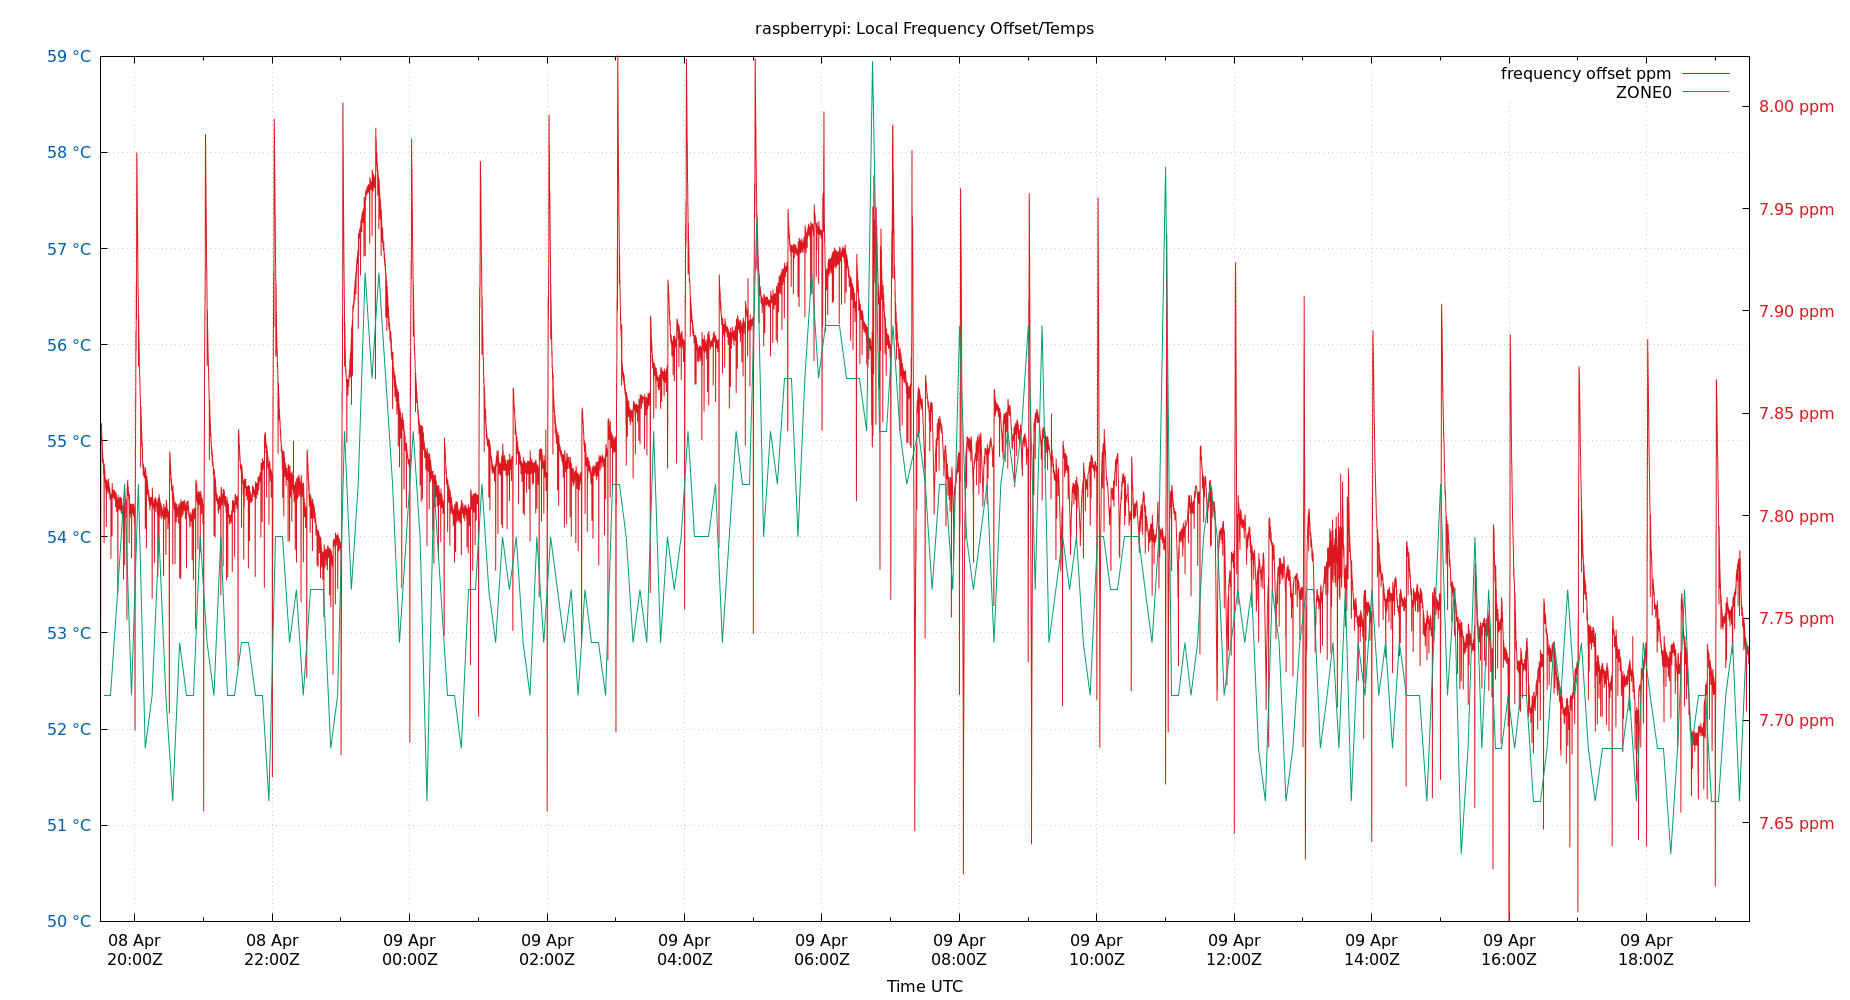 raspberrypi: Local Frequency Offset/Temps
frequency offset ppm
ZONE0
59 °C
58 °C
57 °C
56 °C
55 °C
54 °C
53 °C
52 °C
51 °C
50 °C
8.00 ppm
7.95 ppm
7.90 ppm
7.85 ppm
7.80 ppm
7.75 ppm
7.70 ppm
7.65 ppm
08 Apr
20:00Z
08 Apr
22:00Z
09 Apr
00:00Z
09 Apr
02:00Z
09 Apr
04:00Z
09 Apr
06:00Z
09 Apr
08:00Z
09 Apr
10:00Z
09 Apr
12:00Z
09 Apr
14:00Z
09 Apr
16:00Z
09 Apr
18:00Z
Time UTC